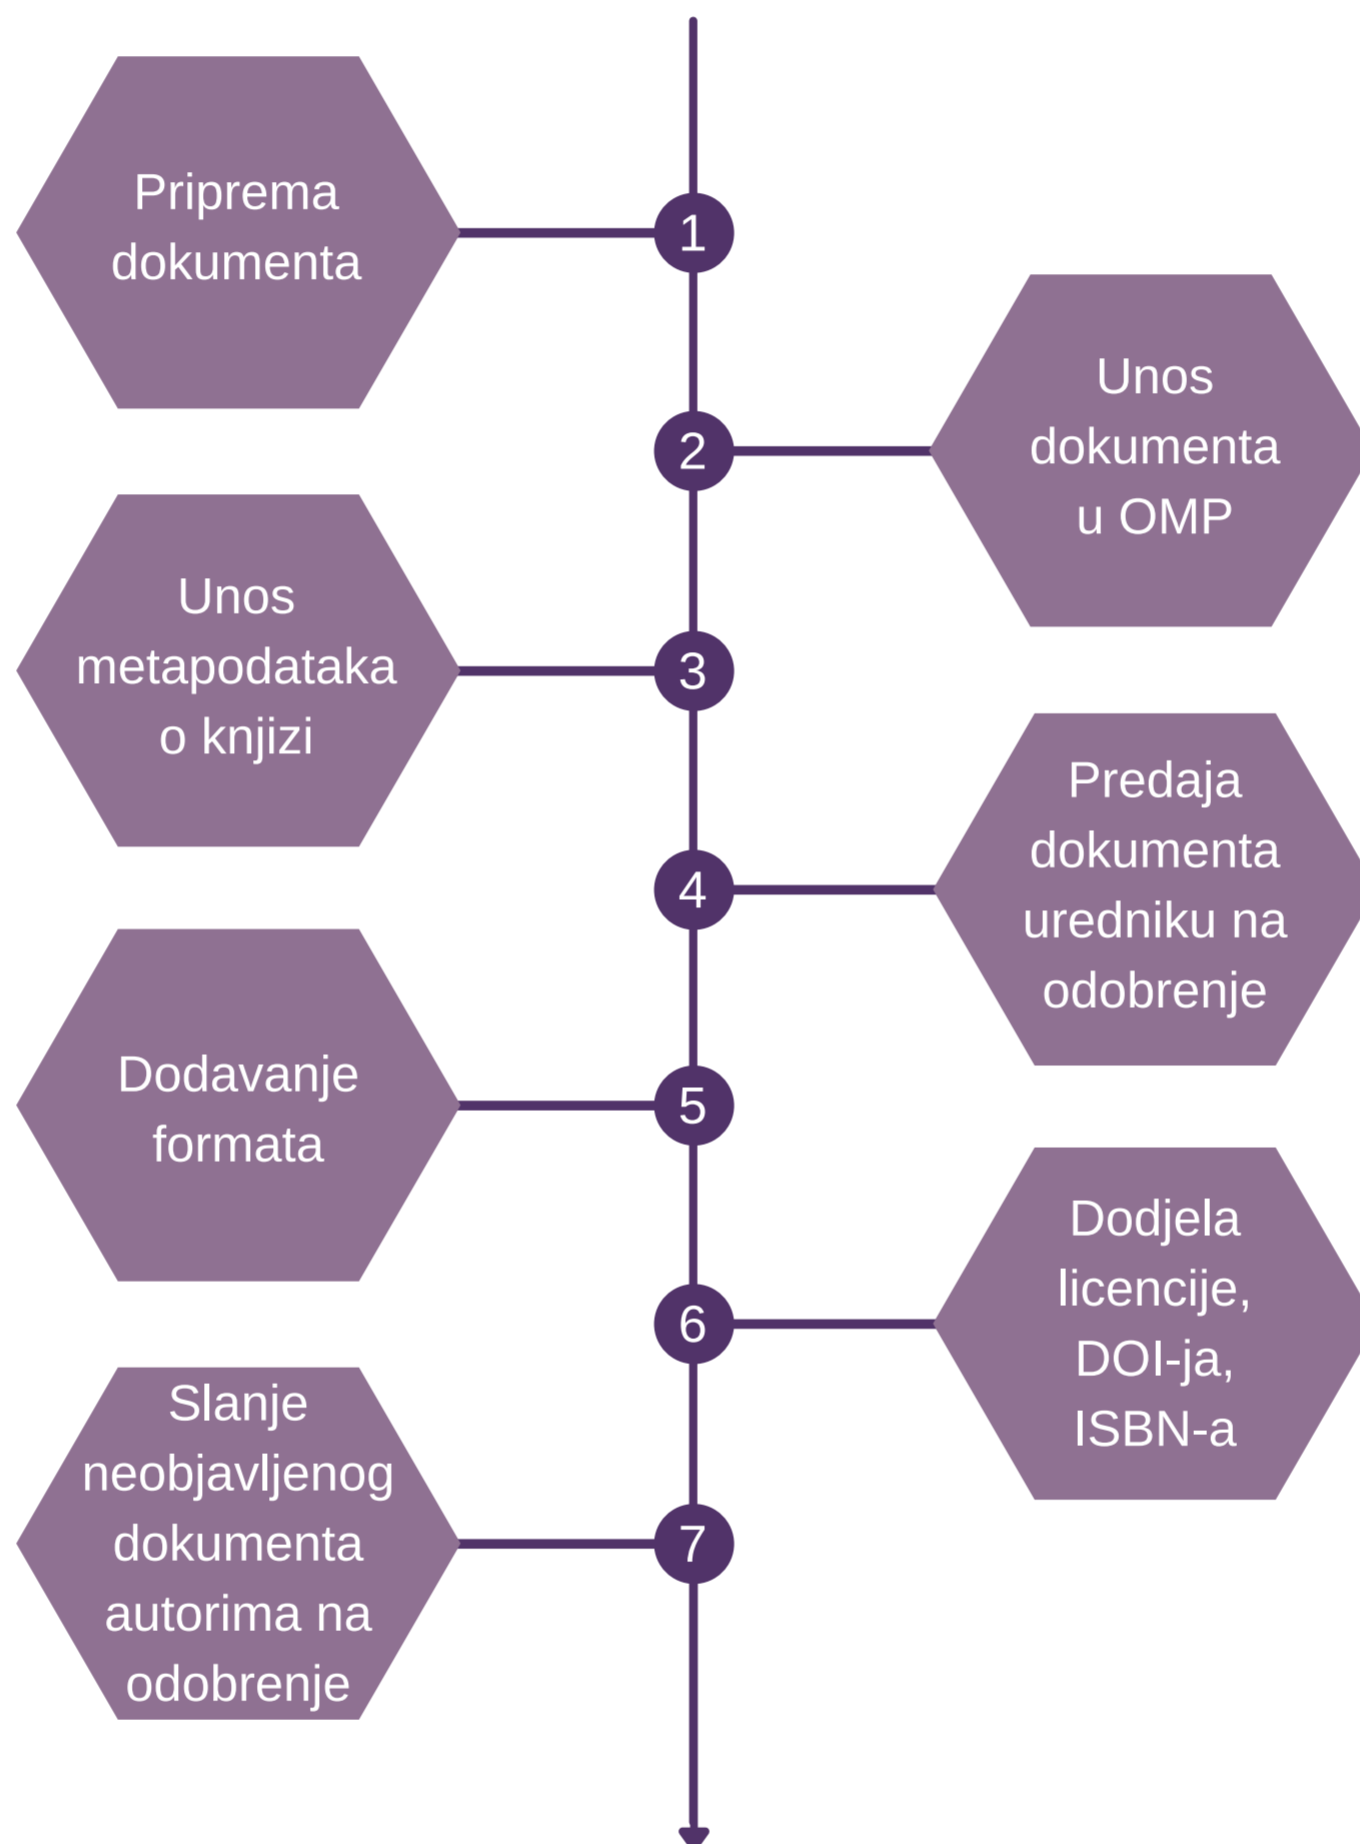 Priprema
dokumenta
1
2
Unos
dokumenta
u OMP
Unos
metapodataka
o knjizi
3
4
Predaja
dokumenta
uredniku na
odobrenje
Dodavanje
formata
5
6
Dodjela
licencije,
DOI-ja,
ISBN-a
Slanje
neobjavljenog
dokumenta
autorima na
odobrenje
7